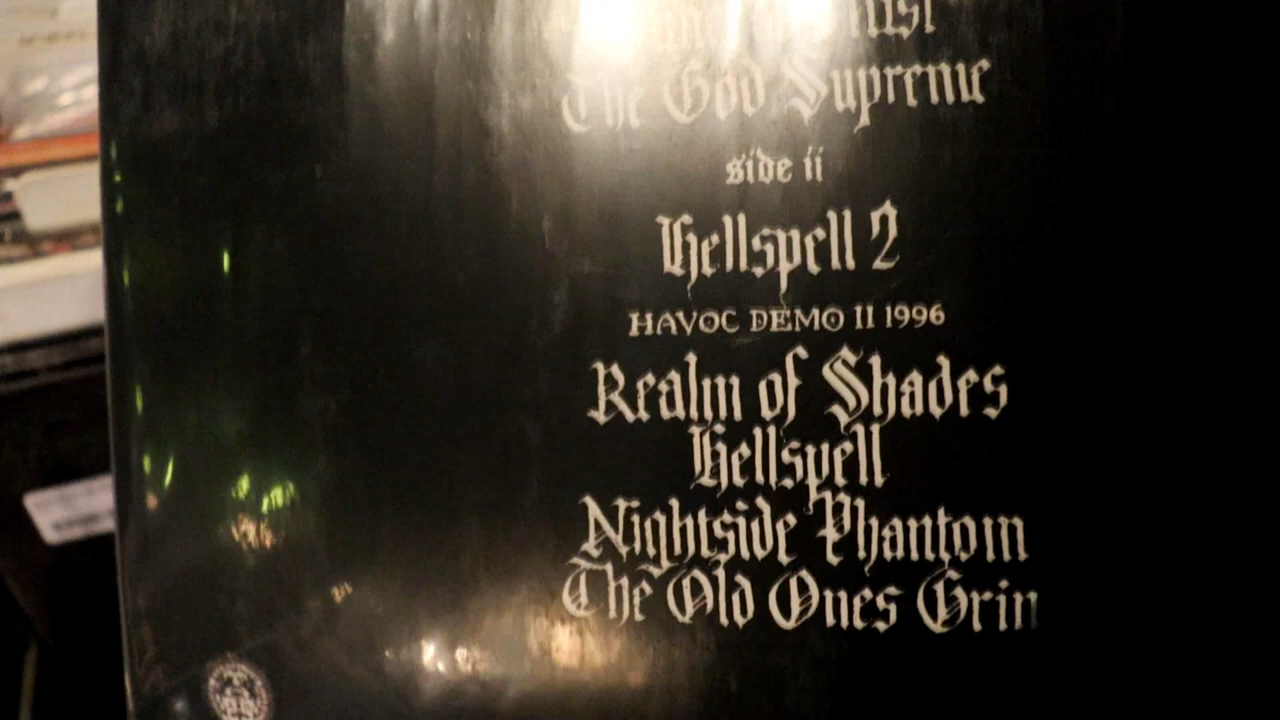 The God Supreme
side ii
Hellspell 2
HAVOC DEMO II 1996
Realm of Shades
Hellspell
Nightside Phantom
The Old Ones Grin